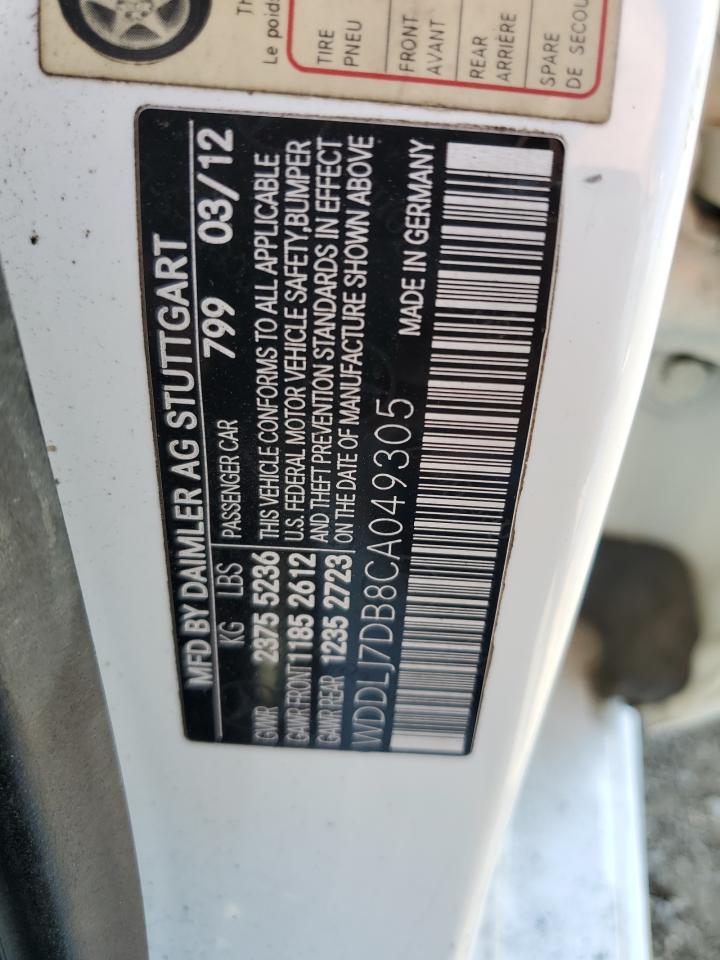 Th
Le poids
TIRE
PNEU
FRONT
AVANT
REAR
ARRIÈRE
SPARE
DE SECOU
MFD BY DAIMLER AG STUTTGART
KG LBS PASSENGER CAR 799 03/12
GVWR 2375 5236
GAWR FRONT 1185 2612
GAWR REAR 1235 2723
THIS VEHICLE CONFORMS TO ALL APPLICABLE
U.S. FEDERAL MOTOR VEHICLE SAFETY, BUMPER
AND THEFT PREVENTION STANDARDS IN EFFECT
ON THE DATE OF MANUFACTURE SHOWN ABOVE
WDDLJ7DB8CA049305 MADE IN GERMANY